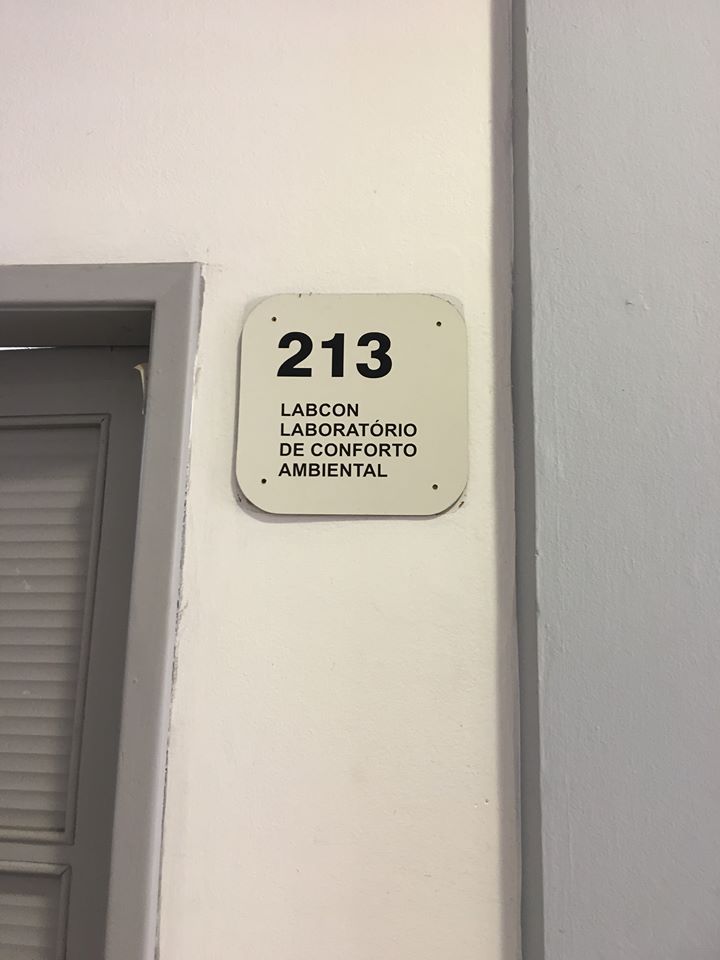 213
LABCON
LABORATÓRIO
DE CONFORTO
AMBIENTAL